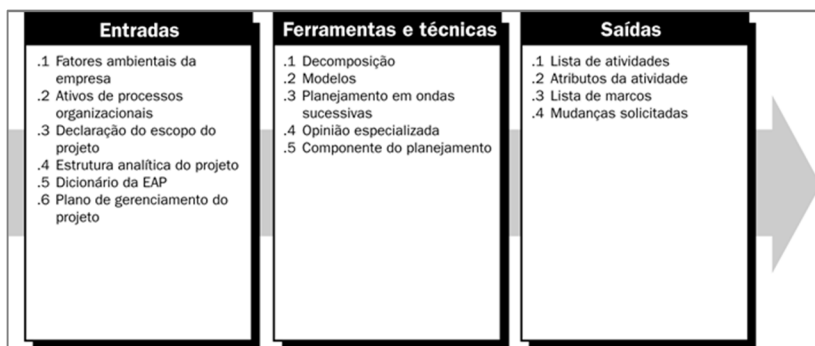 Entradas
.1 Fatores ambientais da
empresa
.2 Ativos de processos
organizacionais
.3 Declaração do escopo do
projeto
.4 Estrutura analítica do projeto
.5 Dicionário da EAP
.6 Plano de gerenciamento do
projeto
Ferramentas e técnicas
.1 Decomposição
.2 Modelos
.3 Planejamento em ondas
sucessivas
.4 Opinião especializada
.5 Componente do planejamento
Saídas
.1 Lista de atividades
.2 Atributos da atividade
.3 Lista de marcos
.4 Mudanças solicitadas